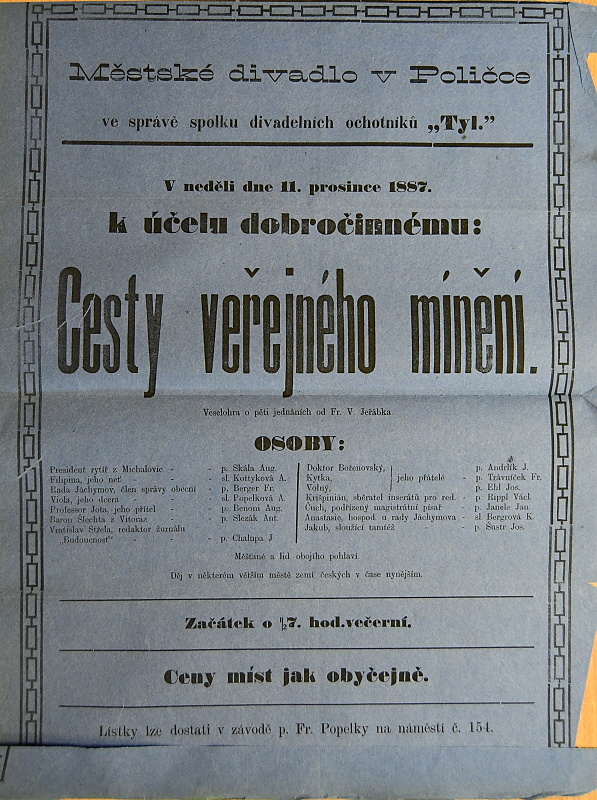 Městské divadlo v Poličce
ve správě spolku divadelních ochotníků „Tyl.”
V neděli dne 11. prosince 1887.
k účelu dobročinnému:
Cesty veřejného mínění.
Veselohra o pěti jednáních od Fr. V. Jeřábka.
OSOBY:
President rytíř z Michalovic - - p. Skála Aug.
Filipina, jeho neť - - sl. Kottyková A.
Rada Jáchymov, člen správy obecní - p. Berger Fr.
Viola, jeho dcera - - sl. Popelková A.
Professor Jota, jeho přítel - - p. Benoni Aug.
Baron Šlechta z Vitoraz - - p. Slezák Ant.
Vratislav Střela, redaktor žurnálu
„Budoucnosť” - - p. Chalupa J.
Doktor Bořenovský, - p. Andrlík J.
Kytka, jeho přátelé - p. Trávníček Fr.
Volný, - p. Ehl Jos.
Krišpinián, sběratel inserátů pro red. - p. Rippl Václ.
Čuch, podřízený magistrátní písař - p. Janele Jan.
Anastasie, hospod. u rady Jáchymova - sl. Bergrová K.
Jakub, sloužící tamtéž - - p. Šustr Jos.
Měšťané a lid obojího pohlaví.
Děj v některém větším městě zemí českých v čase nynějším.
Začátek o ½7. hod.večerní.
Ceny míst jak obyčejně.
Lístky lze dostati v závodě p. Fr. Popelky na náměstí č. 154.